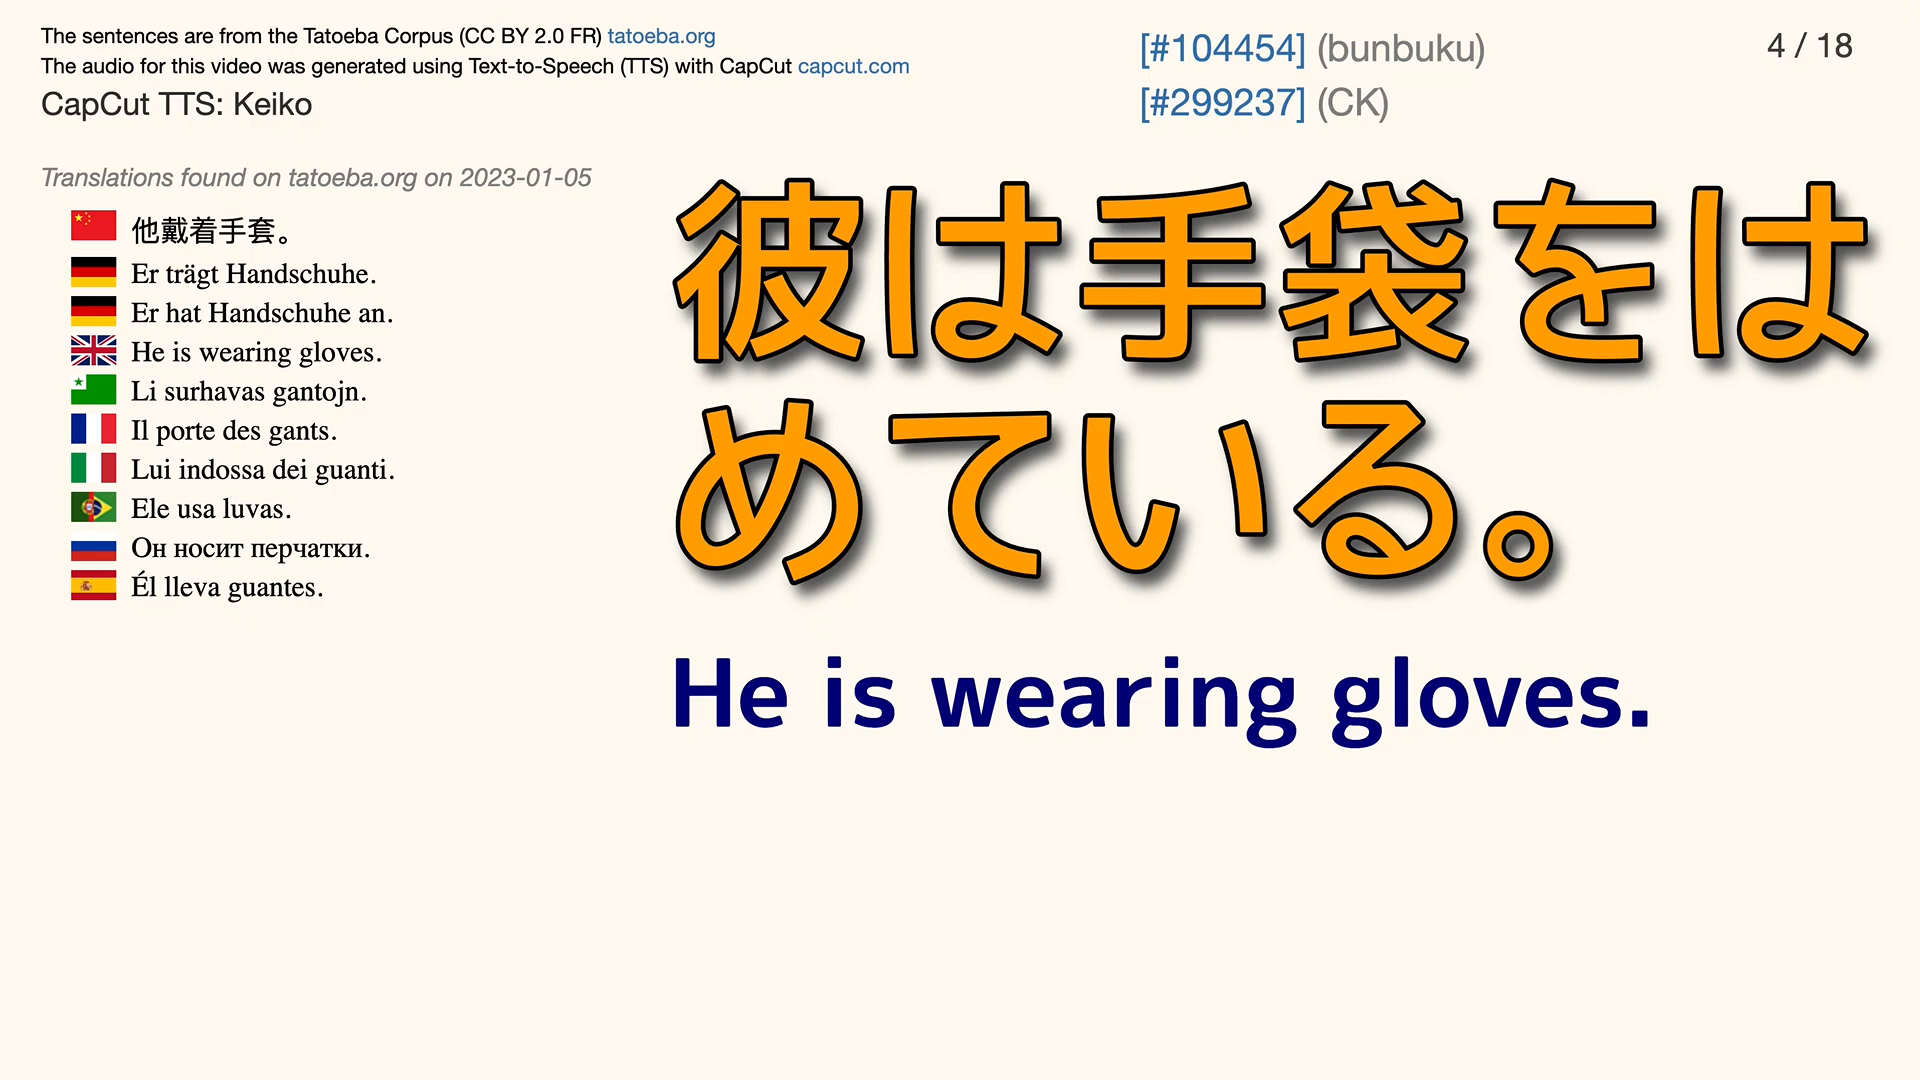 The sentences are from the Tatoeba Corpus (CC BY 2.0 FR) tatoeba.org
The audio for this video was generated using Text-to-Speech (TTS) with CapCut capcut.com
CapCut TTS: Keiko
[#104454] (bunbuku)
[#299237] (CK)
4 / 18
Translations found on tatoeba.org on 2023-01-05
他戴着手套。
Er trägt Handschuhe.
Er hat Handschuhe an.
He is wearing gloves.
Li surhavas gantojn.
Il porte des gants.
Lui indossa dei guanti.
Ele usa luvas.
Он носит перчатки.
Él lleva guantes.
彼は手袋をは
めている。
He is wearing gloves.